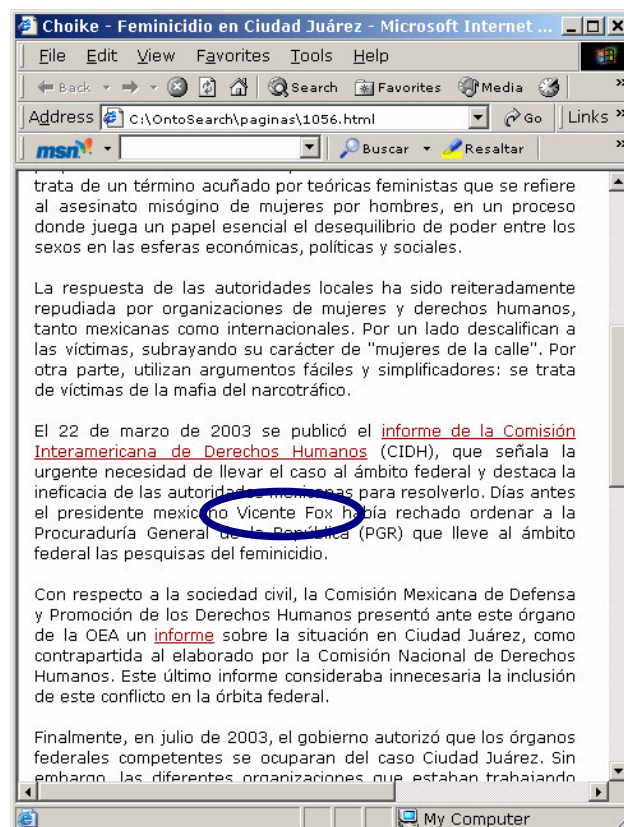 Choike - Feminicidio en Ciudad Juárez - Microsoft Internet ...
File Edit View Favorites Tools Help
Back Search Favorites Media »
Address C:\OntoSearch\paginas\1056.html Go Links »
msn Buscar Resaltar »
trata de un término acuñado por teóricas feministas que se refiere
al asesinato misógino de mujeres por hombres, en un proceso
donde juega un papel esencial el desequilibrio de poder entre los
sexos en las esferas económicas, políticas y sociales.
La respuesta de las autoridades locales ha sido reiteradamente
repudiada por organizaciones de mujeres y derechos humanos,
tanto mexicanas como internacionales. Por un lado descalifican a
las víctimas, subrayando su carácter de "mujeres de la calle". Por
otra parte, utilizan argumentos fáciles y simplificadores: se trata
de víctimas de la mafia del narcotráfico.
El 22 de marzo de 2003 se publicó el informe de la Comisión
Interamericana de Derechos Humanos (CIDH), que señala la
urgente necesidad de llevar el caso al ámbito federal y destaca la
ineficacia de las autoridades mexicanas para resolverlo. Días antes
el presidente mexicano Vicente Fox había rechado ordenar a la
Procuraduría General de la República (PGR) que lleve al ámbito
federal las pesquisas del feminicidio.
Con respecto a la sociedad civil, la Comisión Mexicana de Defensa
y Promoción de los Derechos Humanos presentó ante este órgano
de la OEA un informe sobre la situación en Ciudad Juárez, como
contrapartida al elaborado por la Comisión Nacional de Derechos
Humanos. Este último informe consideraba innecesaria la inclusión
de este conflicto en la órbita federal.
Finalmente, en julio de 2003, el gobierno autorizó que los órganos
federales competentes se ocuparan del caso Ciudad Juárez. Sin
embargo, las diferentes organizaciones que estaban trabajando
My Computer